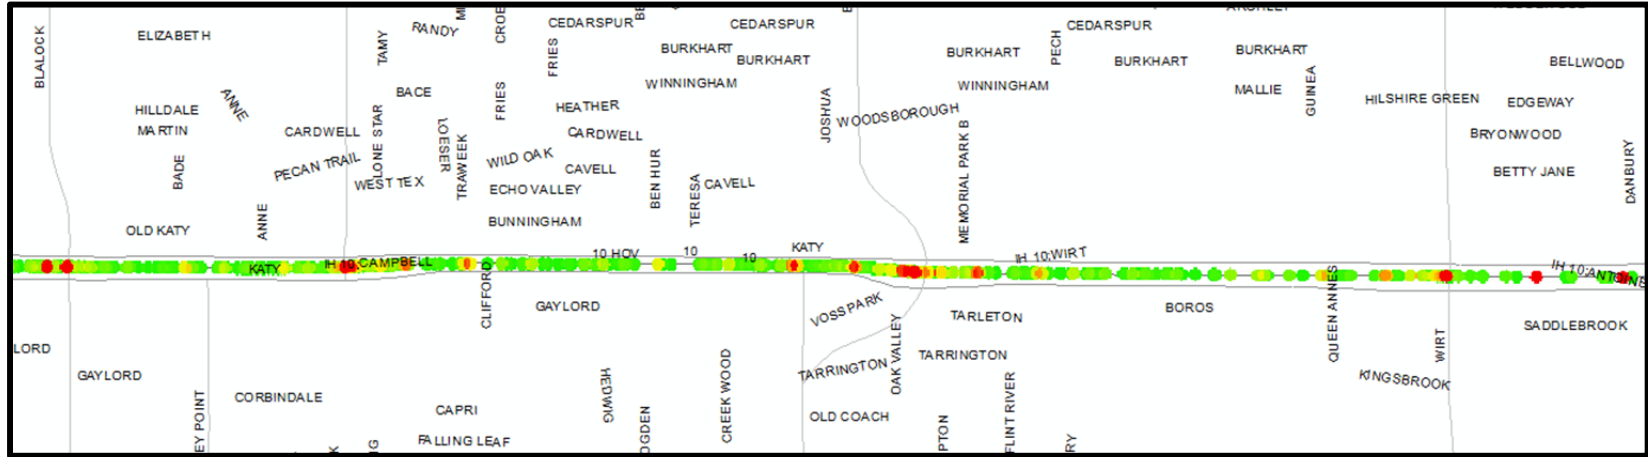 BLALOCK
ELIZABETH
TAMY
RANDY
CEDARSPUR
CEDARSPUR
CEDARSPUR
FRIES
BURKHART
BURKHART
BURKHART
PECH
BURKHART
BURKHART
BELLWOOD
BACE
FRIES
WINNINGHAM
WINNINGHAM
MALLIE
GUINEA
HILSHIRE GREEN
EDGEWAY
HILLDALE
ANNE
HEATHER
JOSHUA
WOODSBOROUGH
MARTIN
CARDWELL
LONE STAR
LOESER
TRAWEEK
CARDWELL
MEMORIAL PARK B
BRYONWOOD
BADE
PECAN TRAIL
WILD OAK
CAVELL
BEN HUR
BETTY JANE
DANBURY
WEST TEX
ECHO VALLEY
TERESA
CAVELL
ANNE
BUNNINGHAM
OLD KATY
KATY
IH 10;CAMPBELL
10 HOV
10
10
KATY
IH 10;WIRT
IH 10;ANTOINE
CLIFFORD
GAYLORD
VOSS PARK
OAK VALLEY
TARLETON
BOROS
QUEEN ANNES
SADDLEBROOK
LORD
WIRT
GAYLORD
TARRINGTON
TARRINGTON
KINGSBROOK
CORBINDALE
HEDWIG
CREEK WOOD
EY POINT
CAPRI
OGDEN
OLD COACH
PTON
FLINT RIVER
RY
FALLING LEAF